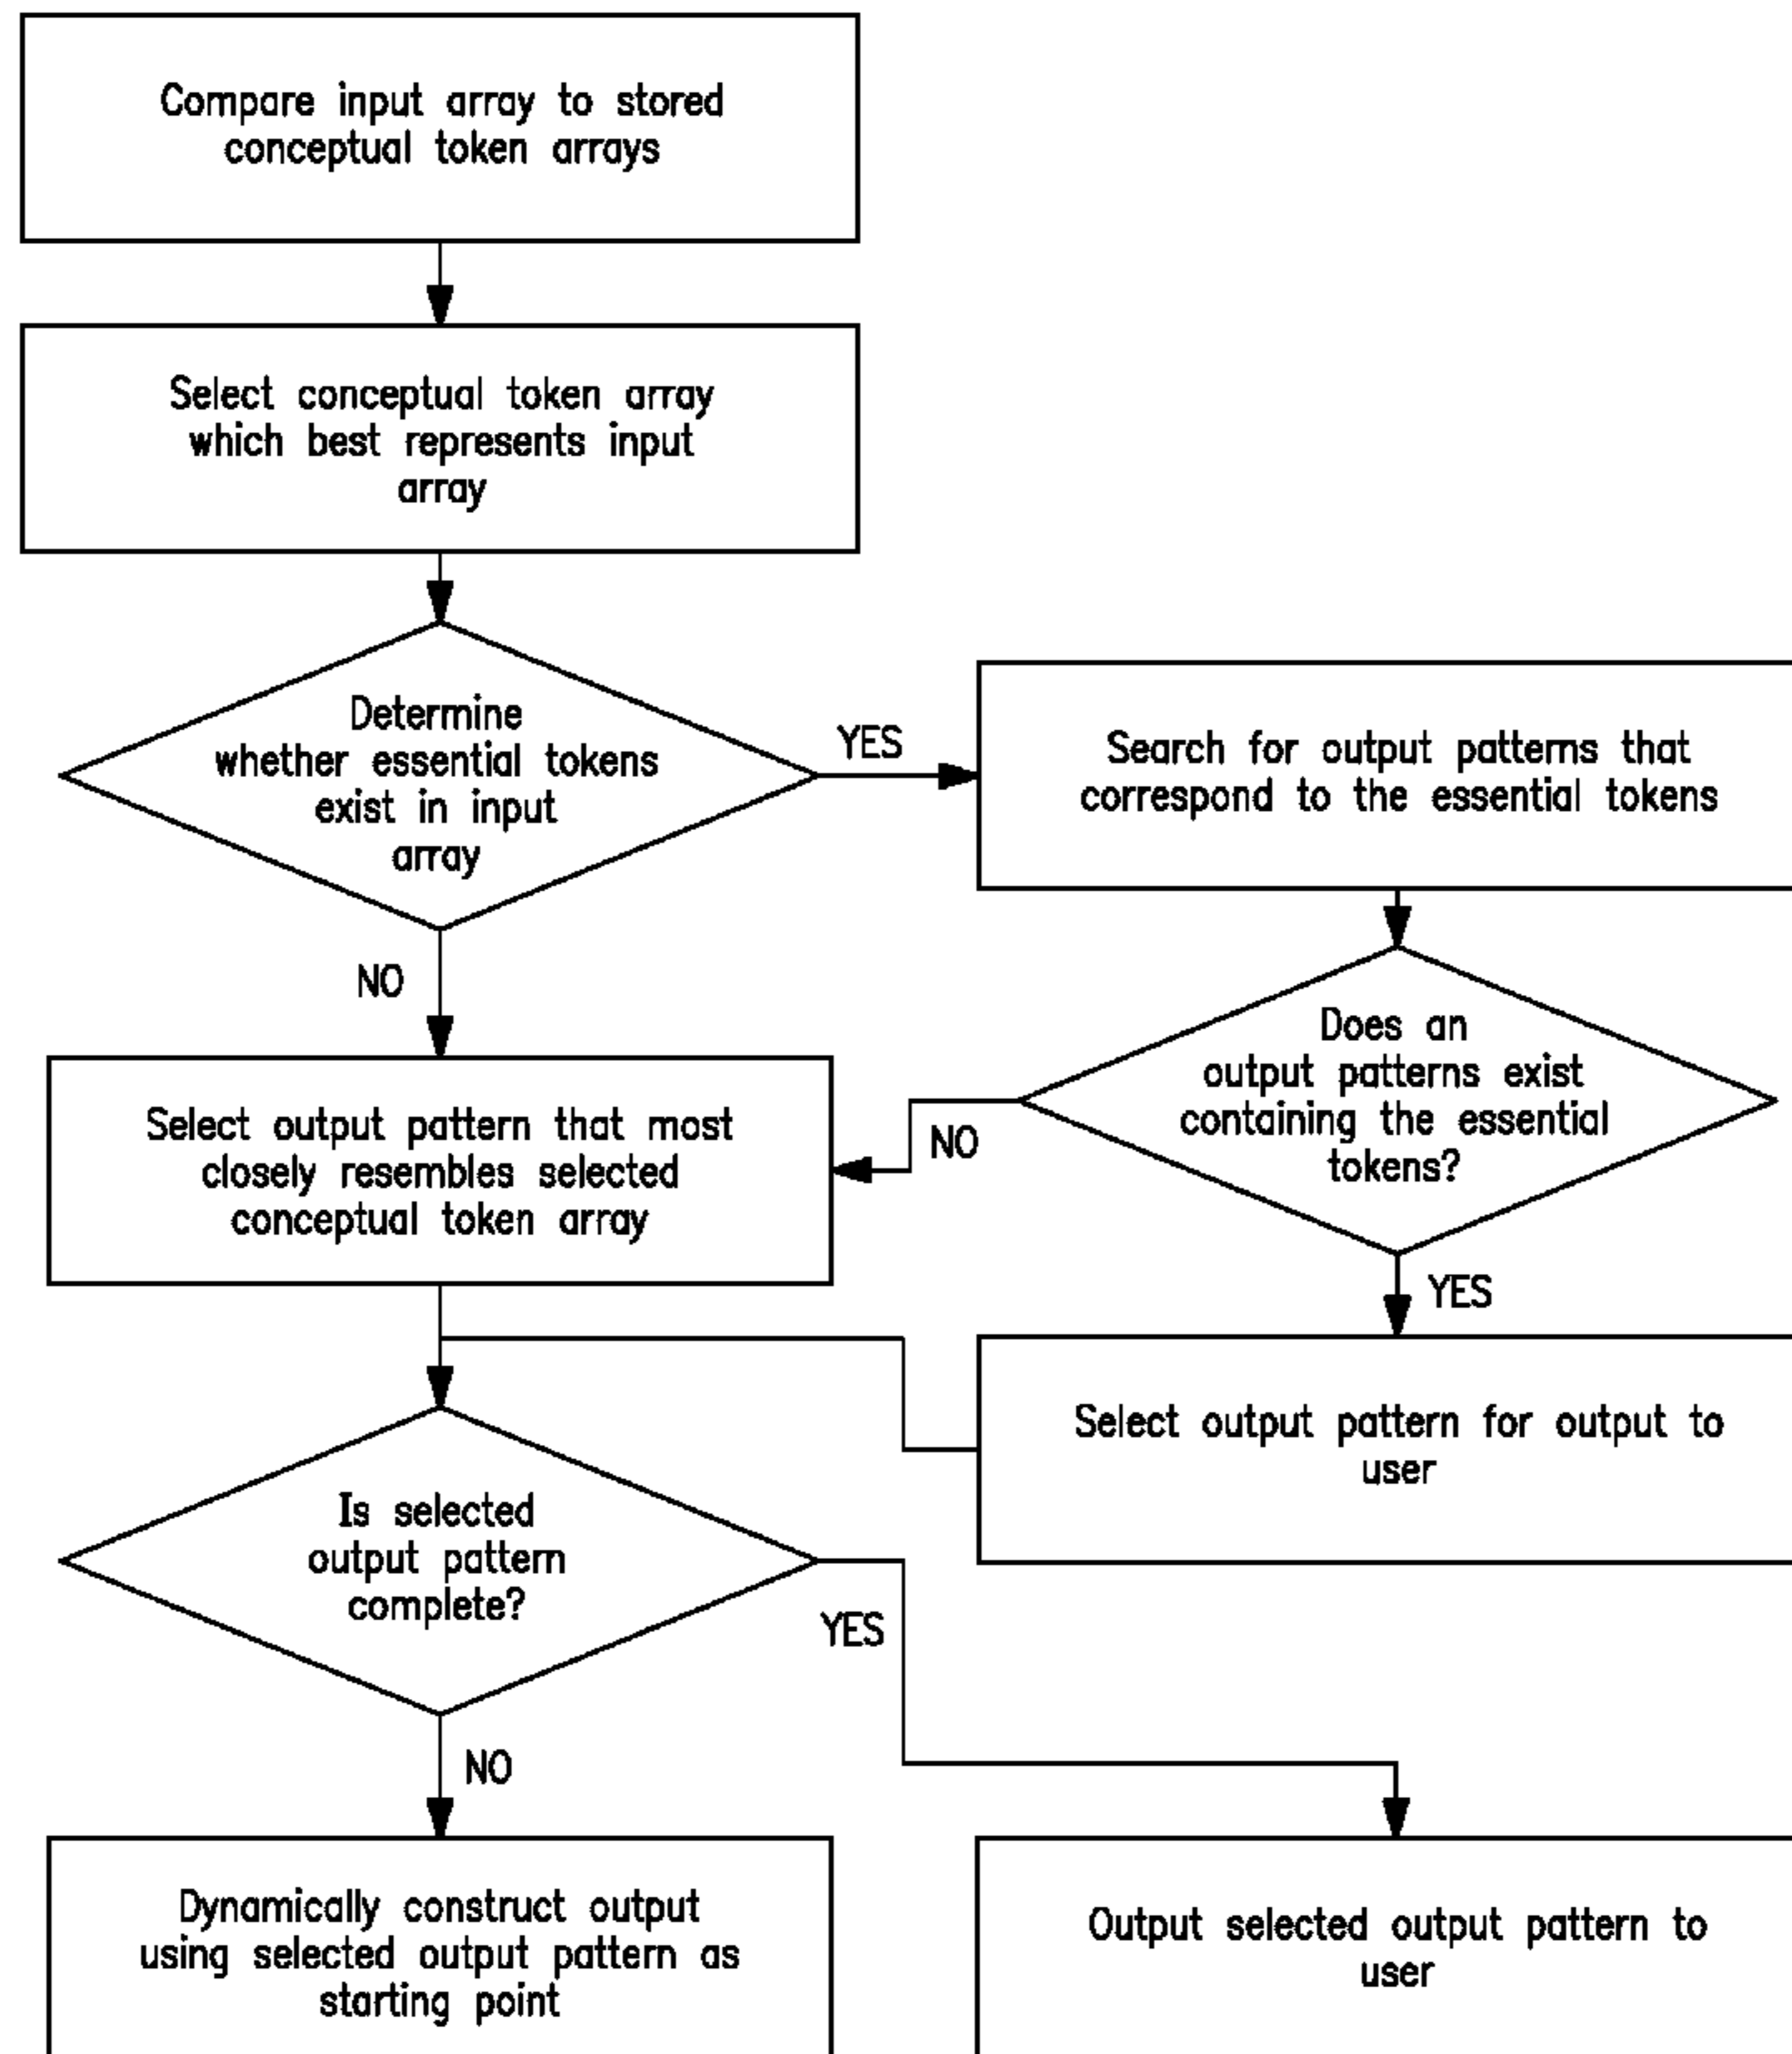 Compare input array to stored
conceptual token arrays
Select conceptual token array
which best represents input
array
Determine
whether essential tokens
exist in input
array
YES
Search for output patterns that
correspond to the essential tokens
NO
Does an
output patterns exist
containing the essential
tokens?
NO
Select output pattern that most
closely resembles selected
conceptual token array
YES
Select output pattern for output to
user
Is selected
output pattern
complete?
YES
NO
Dynamically construct output
using selected output pattern as
starting point
Output selected output pattern to
user